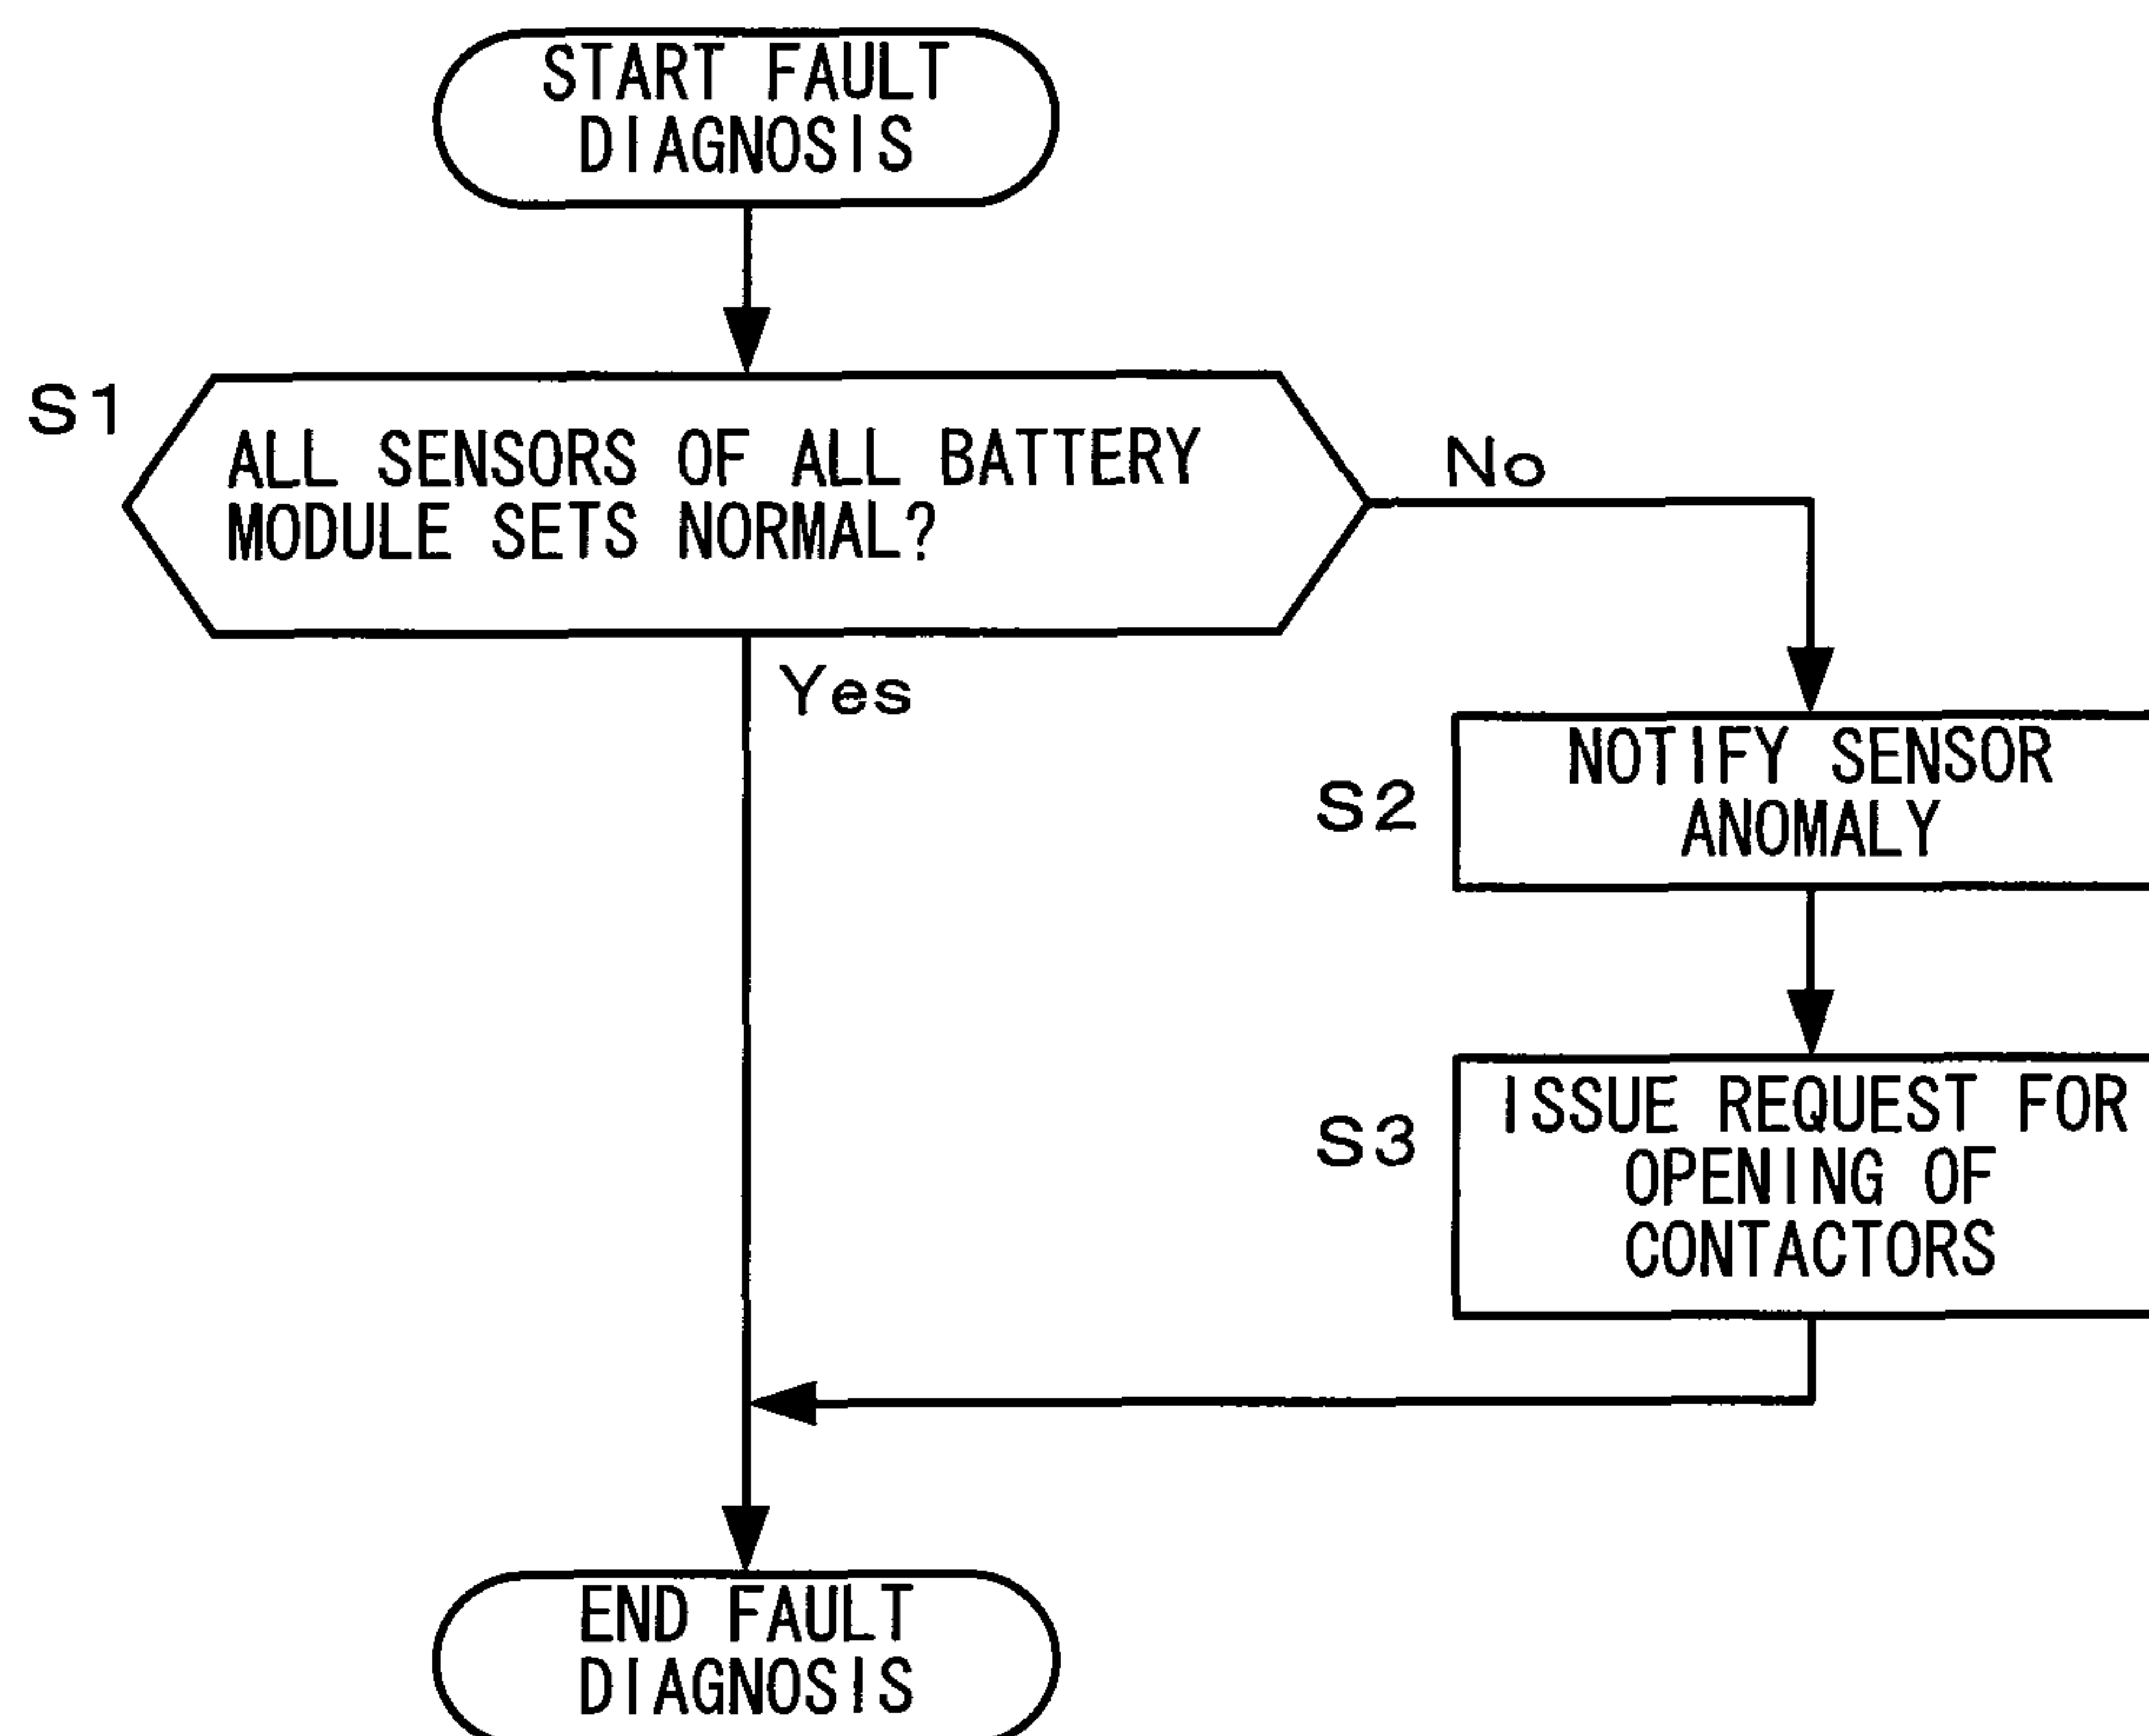 START FAULT
DIAGNOSIS
S1
ALL SENSORS OF ALL BATTERY
MODULE SETS NORMAL?
No
Yes
S2
NOTIFY SENSOR
ANOMALY
S3
ISSUE REQUEST FOR
OPENING OF
CONTACTORS
END FAULT
DIAGNOSIS